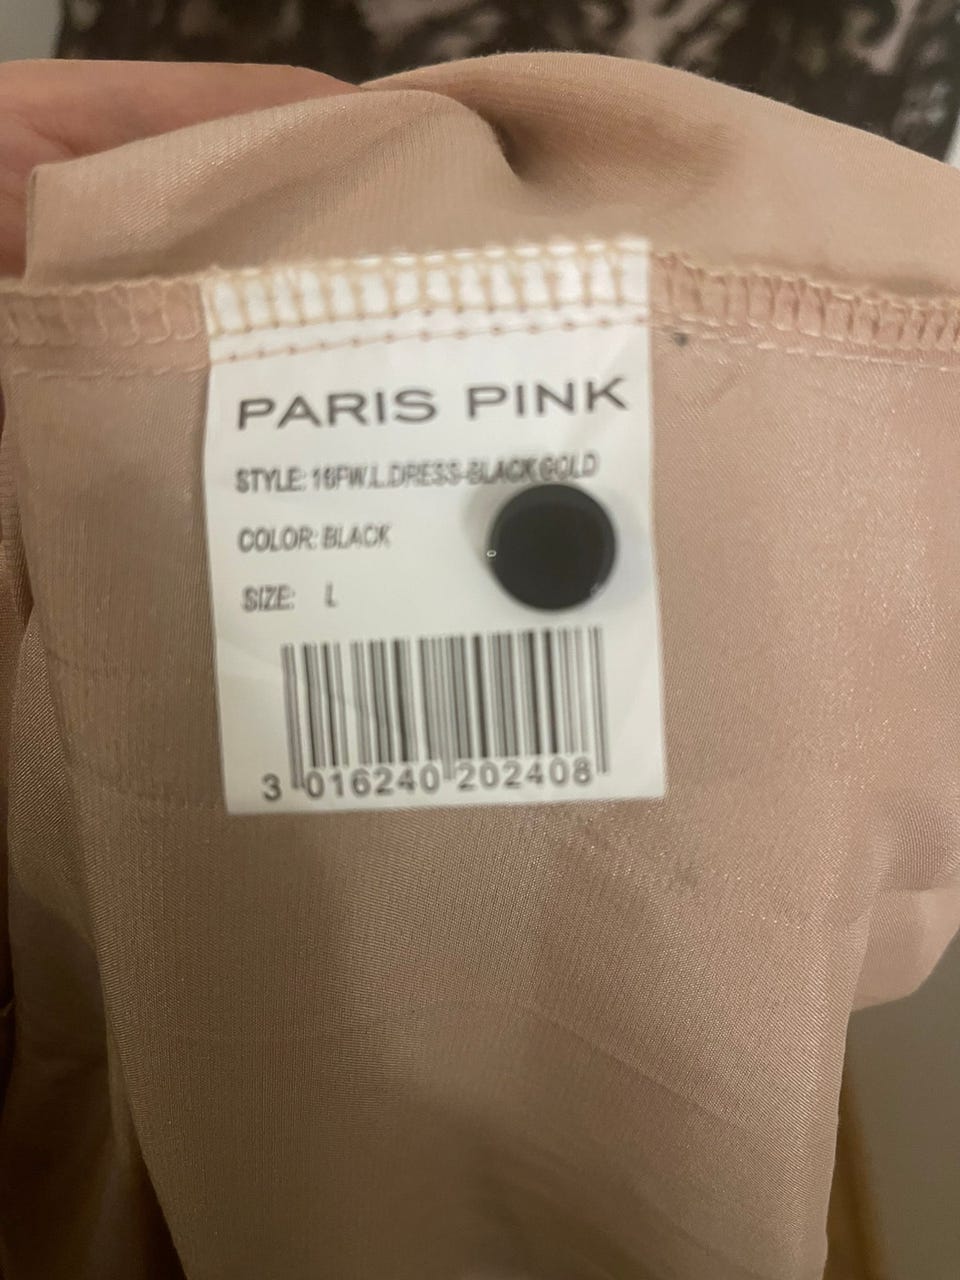 PARIS PINK
STYLE: 16FW.L.DRESS-BLACK GOLD
COLOR: BLACK
SIZE: L
3 016240 202408